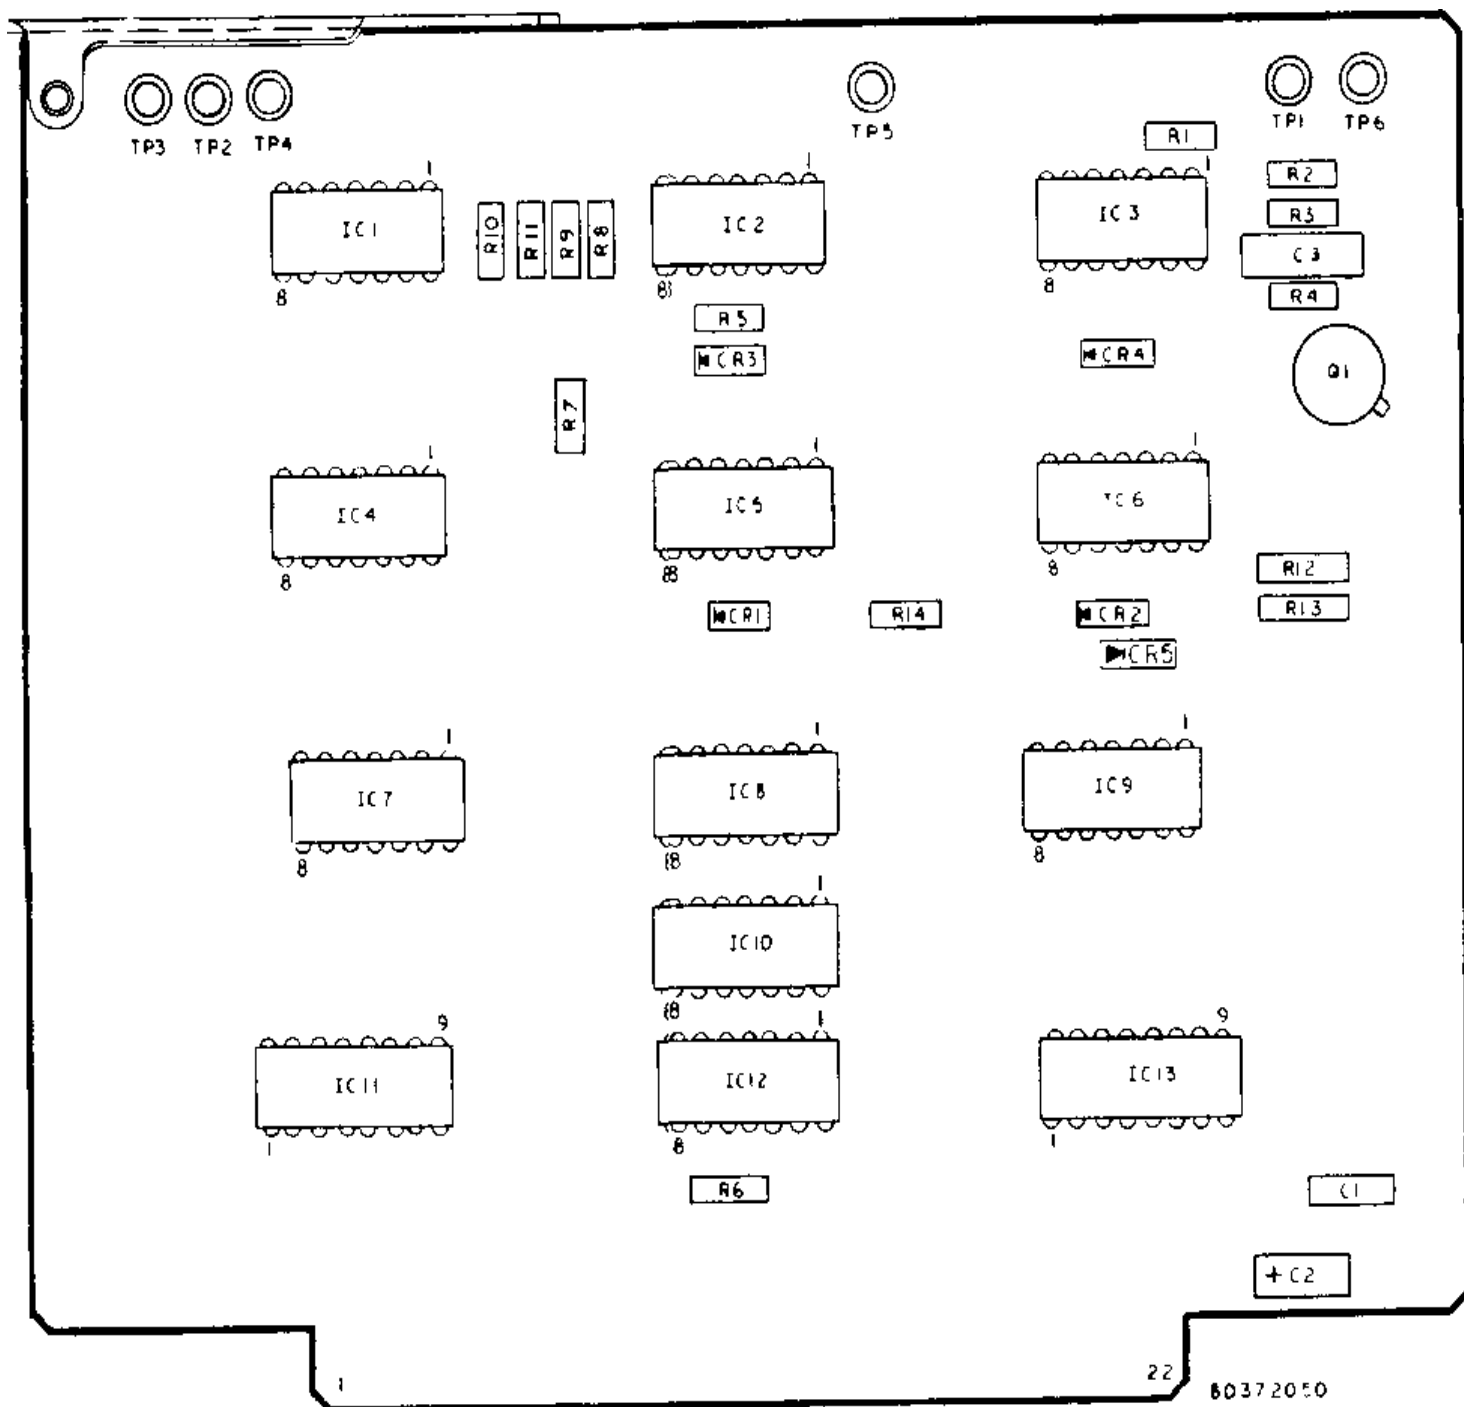 TP3 TP2 TP4 TP5 TP1 TP6
R1
1 1 1
R2
IC1 R10 R11 R9 R8 IC2 IC3 R3
C3
8 8 8 R4
R5
CR3 CR4 Q1
R7
1 1 1
IC4 IC5 IC6
8 88 8 R12
CR1 R14 CR2 R13
CR5
1 1 1
IC7 IC8 IC9
8 8 8
1
IC10
8
9 1 9
IC11 IC12 IC13
1 8 1
R6 C1
+ C2
1 22